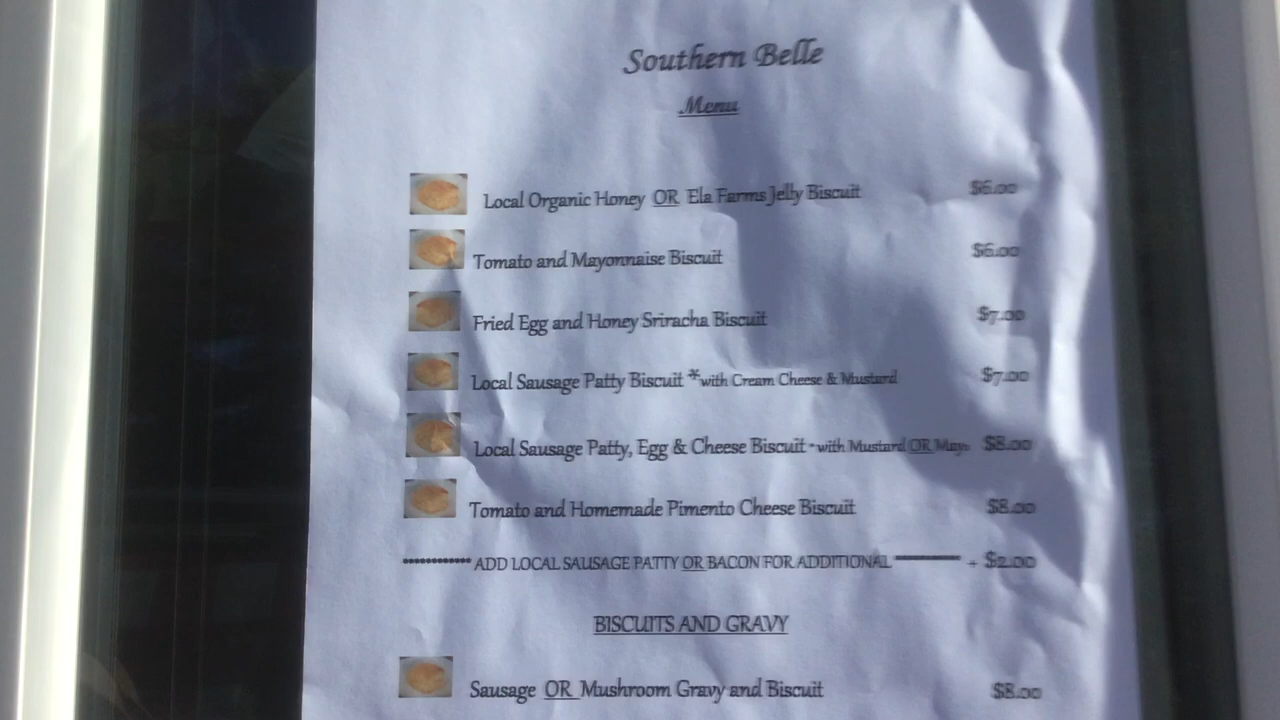 Southern Belle
Menu
Local Organic Honey OR Ela Farms Jelly Biscuit $6.00
Tomato and Mayonnaise Biscuit $6.00
Fried Egg and Honey Sriracha Biscuit $7.00
Local Sausage Patty Biscuit *with Cream Cheese & Mustard $7.00
Local Sausage Patty, Egg & Cheese Biscuit *with Mustard OR Mayo $8.00
Tomato and Homemade Pimento Cheese Biscuit $8.00
*********** ADD LOCAL SAUSAGE PATTY OR BACON FOR ADDITIONAL *********** + $2.00
BISCUITS AND GRAVY
Sausage OR Mushroom Gravy and Biscuit $8.00